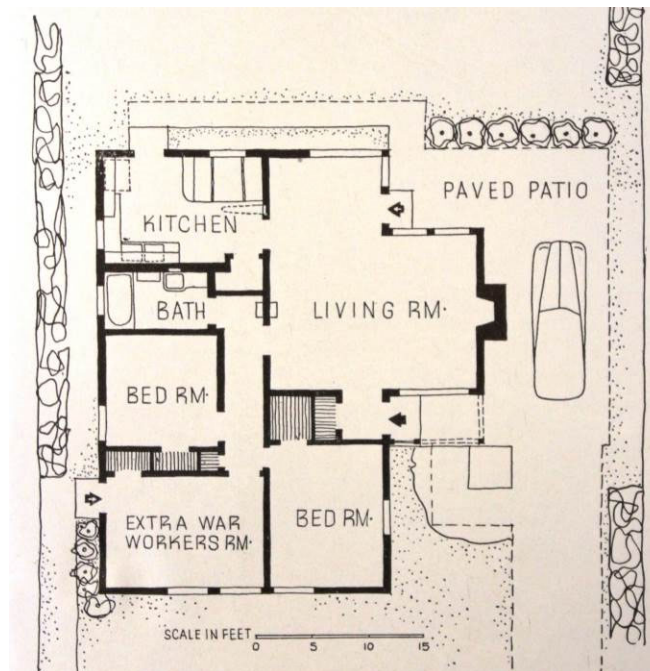 PAVED PATIO
KITCHEN
BATH
LIVING RM.
BED RM.
EXTRA WAR
WORKERS RM.
BED RM.
SCALE IN FEET
0 5 10 15